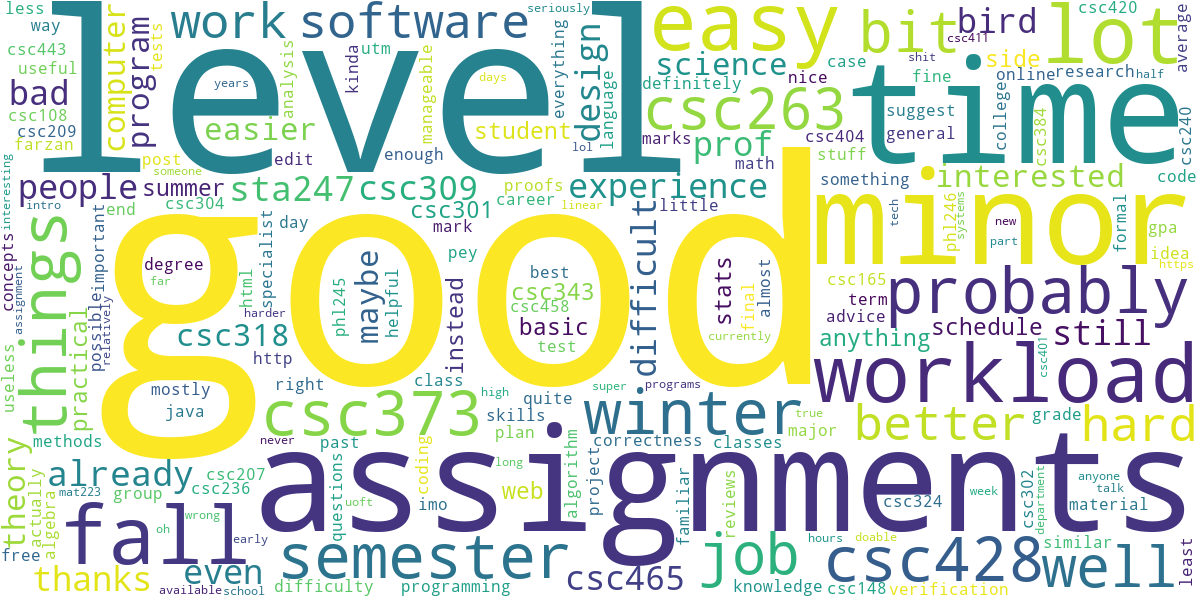 less
way
csc443
useful
bad
csc108
csc209
farzan
computer
program
tests
work
software
seriously
level
years
analysis
kinda
utm
manageable
days
everything
design
language
lol
easier
student
enough
edit
post
someone
easy
bit
bird
csc411
csc420
average
lot
science
nice
case
shit
side
fine
online
research
half
definitely
csc263
time
suggest
general
college
csc384
csc240
marks
csc404
prof
math
stuff
code
interesting
intro
people
summer
sta247
csc309
proofs
career
linear
experience
something
interested
csc304
csc301
little
end
mark
day
pey
tech
new
part
phl246
systems
formal
gpa
idea
https
minor
good
concepts
things
important
possible
relatively
assignment
practical
useless
degree
far
html
specialist
harder
phl245
maybe
helpful
best
csc343
csc458
basic
test
difficult
stats
final
almost
currently
csc165
term
advice
probably
schedule
still
anything
csc318
http
instead
mostly
java
right
class
high
quite
super
programs
workload
csc401
csc373
skills
plan
winter
true
major
better
grade
hard
methods
never
past
correctness
classes
theory
actually
algebra
already
mat223
csc207
csc236
group
wrong
oh
uoft
questions
coding
imo
long
web
algorithm
project
familiar
reviews
assignments
csc324
week
csc302
department
anyone
talk
material
free
fall
early
thanks
even
available
school
semester
difficulty
programming
csc465
job
hours
doable
knowledge
csc148
csc428
verification
well
similar
least